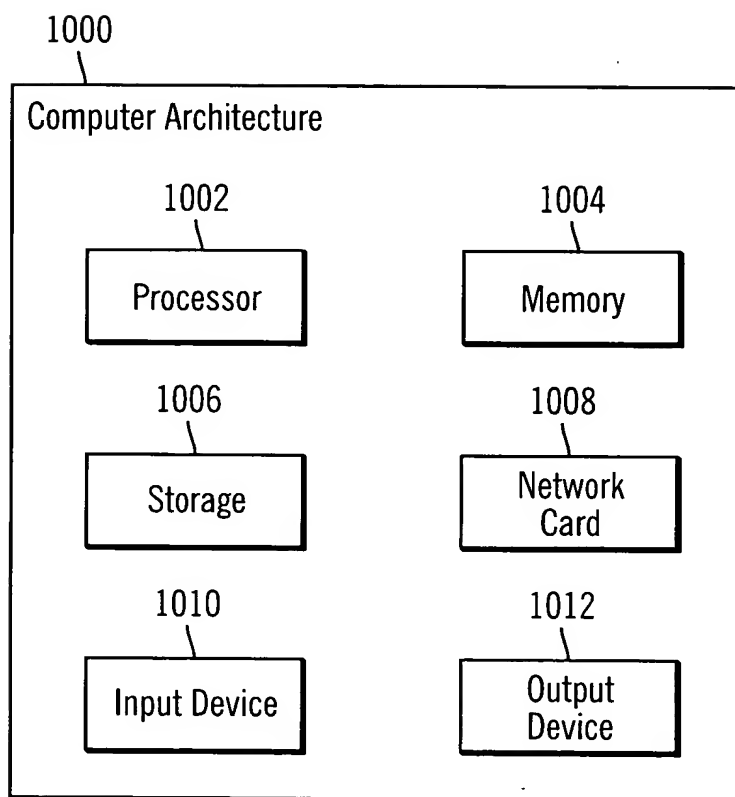 1000
Computer Architecture
1002
1004
Processor
Memory
1006
1008
Storage
Network
Card
1010
1012
Input Device
Output
Device